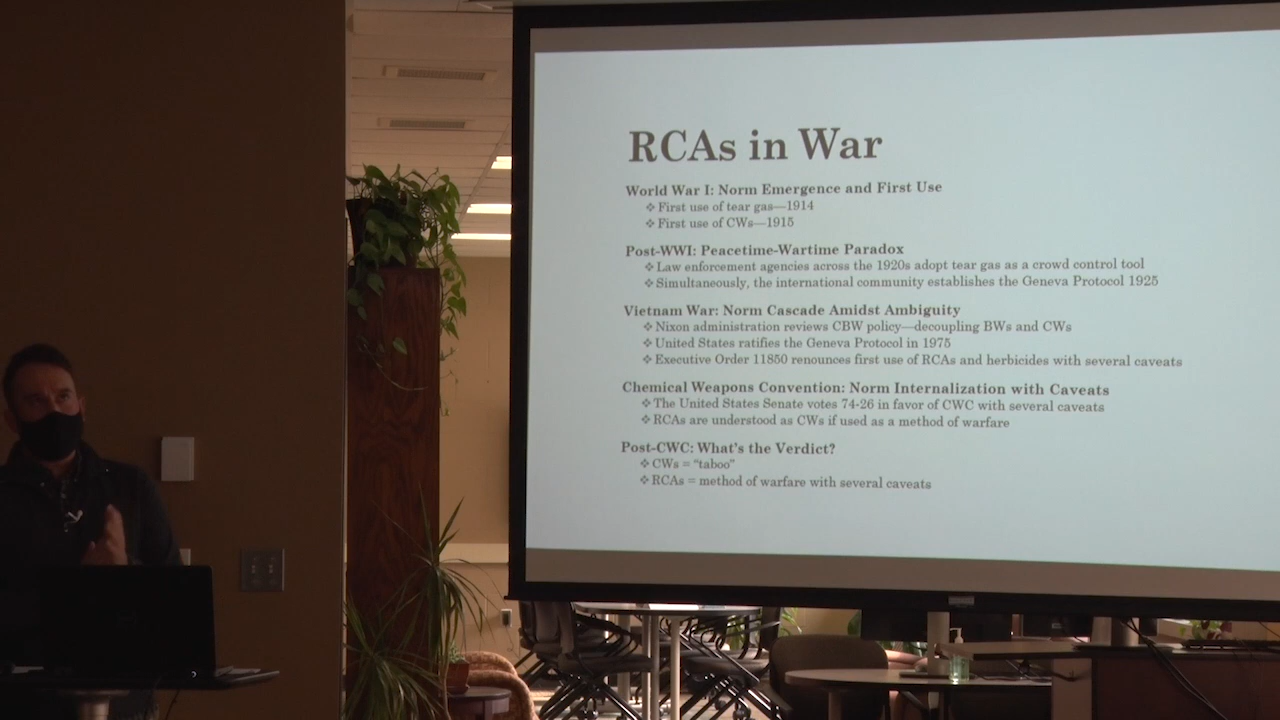 RCAs in War
World War I: Norm Emergence and First Use
❖ First use of tear gas—1914
❖ First use of CWs—1915
Post-WWI: Peacetime-Wartime Paradox
❖ Law enforcement agencies across the 1920s adopt tear gas as a crowd control tool
❖ Simultaneously, the international community establishes the Geneva Protocol 1925
Vietnam War: Norm Cascade Amidst Ambiguity
❖ Nixon administration reviews CBW policy—decoupling BWs and CWs
❖ United States ratifies the Geneva Protocol in 1975
❖ Executive Order 11850 renounces first use of RCAs and herbicides with several caveats
Chemical Weapons Convention: Norm Internalization with Caveats
❖ The United States Senate votes 74-26 in favor of CWC with several caveats
❖ RCAs are understood as CWs if used as a method of warfare
Post-CWC: What's the Verdict?
❖ CWs = "taboo"
❖ RCAs = method of warfare with several caveats